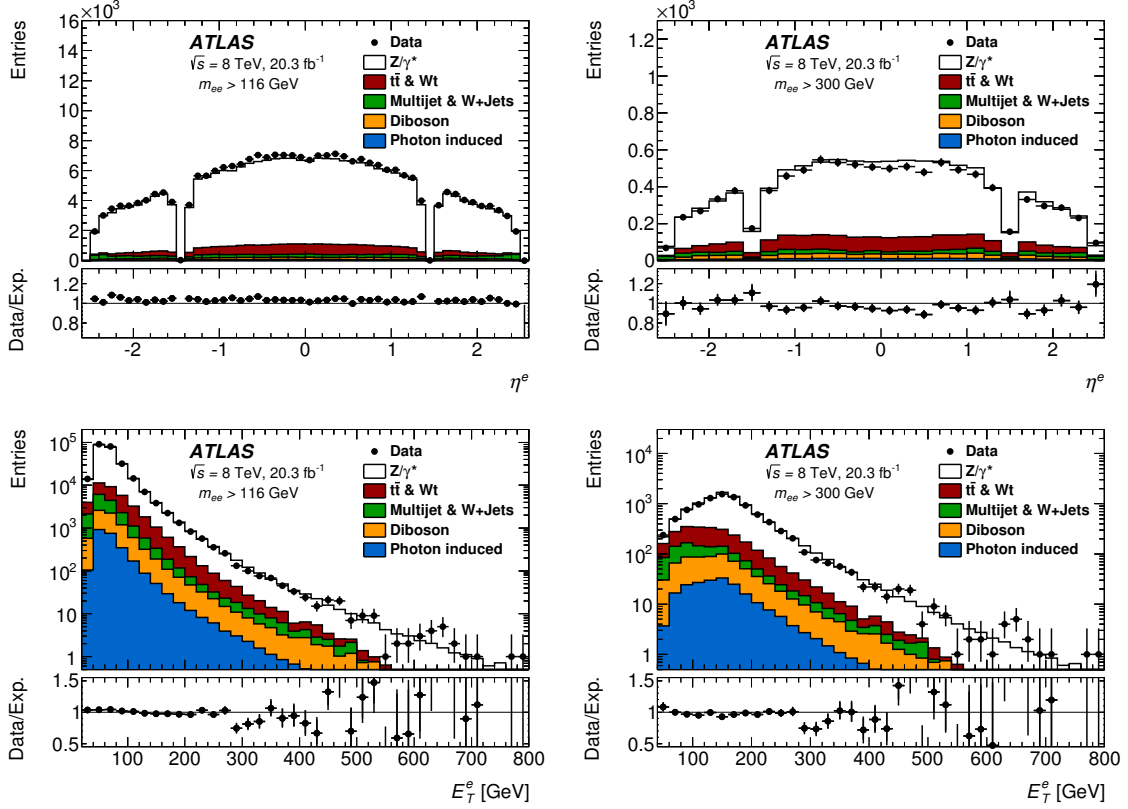 ×10³
Entries
16
14
12
10
8
6
4
2
0
ATLAS
√s = 8 TeV, 20.3 fb⁻¹
m_ee > 116 GeV
Data
Z/γ*
tt̄ & Wt
Multijet & W+Jets
Diboson
Photon induced
Data/Exp.
1.2
1
0.8
-2 -1 0 1 2
η^e
×10³
Entries
1.2
1
0.8
0.6
0.4
0.2
0
ATLAS
√s = 8 TeV, 20.3 fb⁻¹
m_ee > 300 GeV
Data
Z/γ*
tt̄ & Wt
Multijet & W+Jets
Diboson
Photon induced
Data/Exp.
1.2
1
0.8
-2 -1 0 1 2
η^e
Entries
10⁵
10⁴
10³
10²
10
1
ATLAS
√s = 8 TeV, 20.3 fb⁻¹
m_ee > 116 GeV
Data
Z/γ*
tt̄ & Wt
Multijet & W+Jets
Diboson
Photon induced
Data/Exp.
1.5
1
0.5
100 200 300 400 500 600 700 800
E_T^e [GeV]
Entries
10⁴
10³
10²
10
1
ATLAS
√s = 8 TeV, 20.3 fb⁻¹
m_ee > 300 GeV
Data
Z/γ*
tt̄ & Wt
Multijet & W+Jets
Diboson
Photon induced
Data/Exp.
1.5
1
0.5
100 200 300 400 500 600 700 800
E_T^e [GeV]